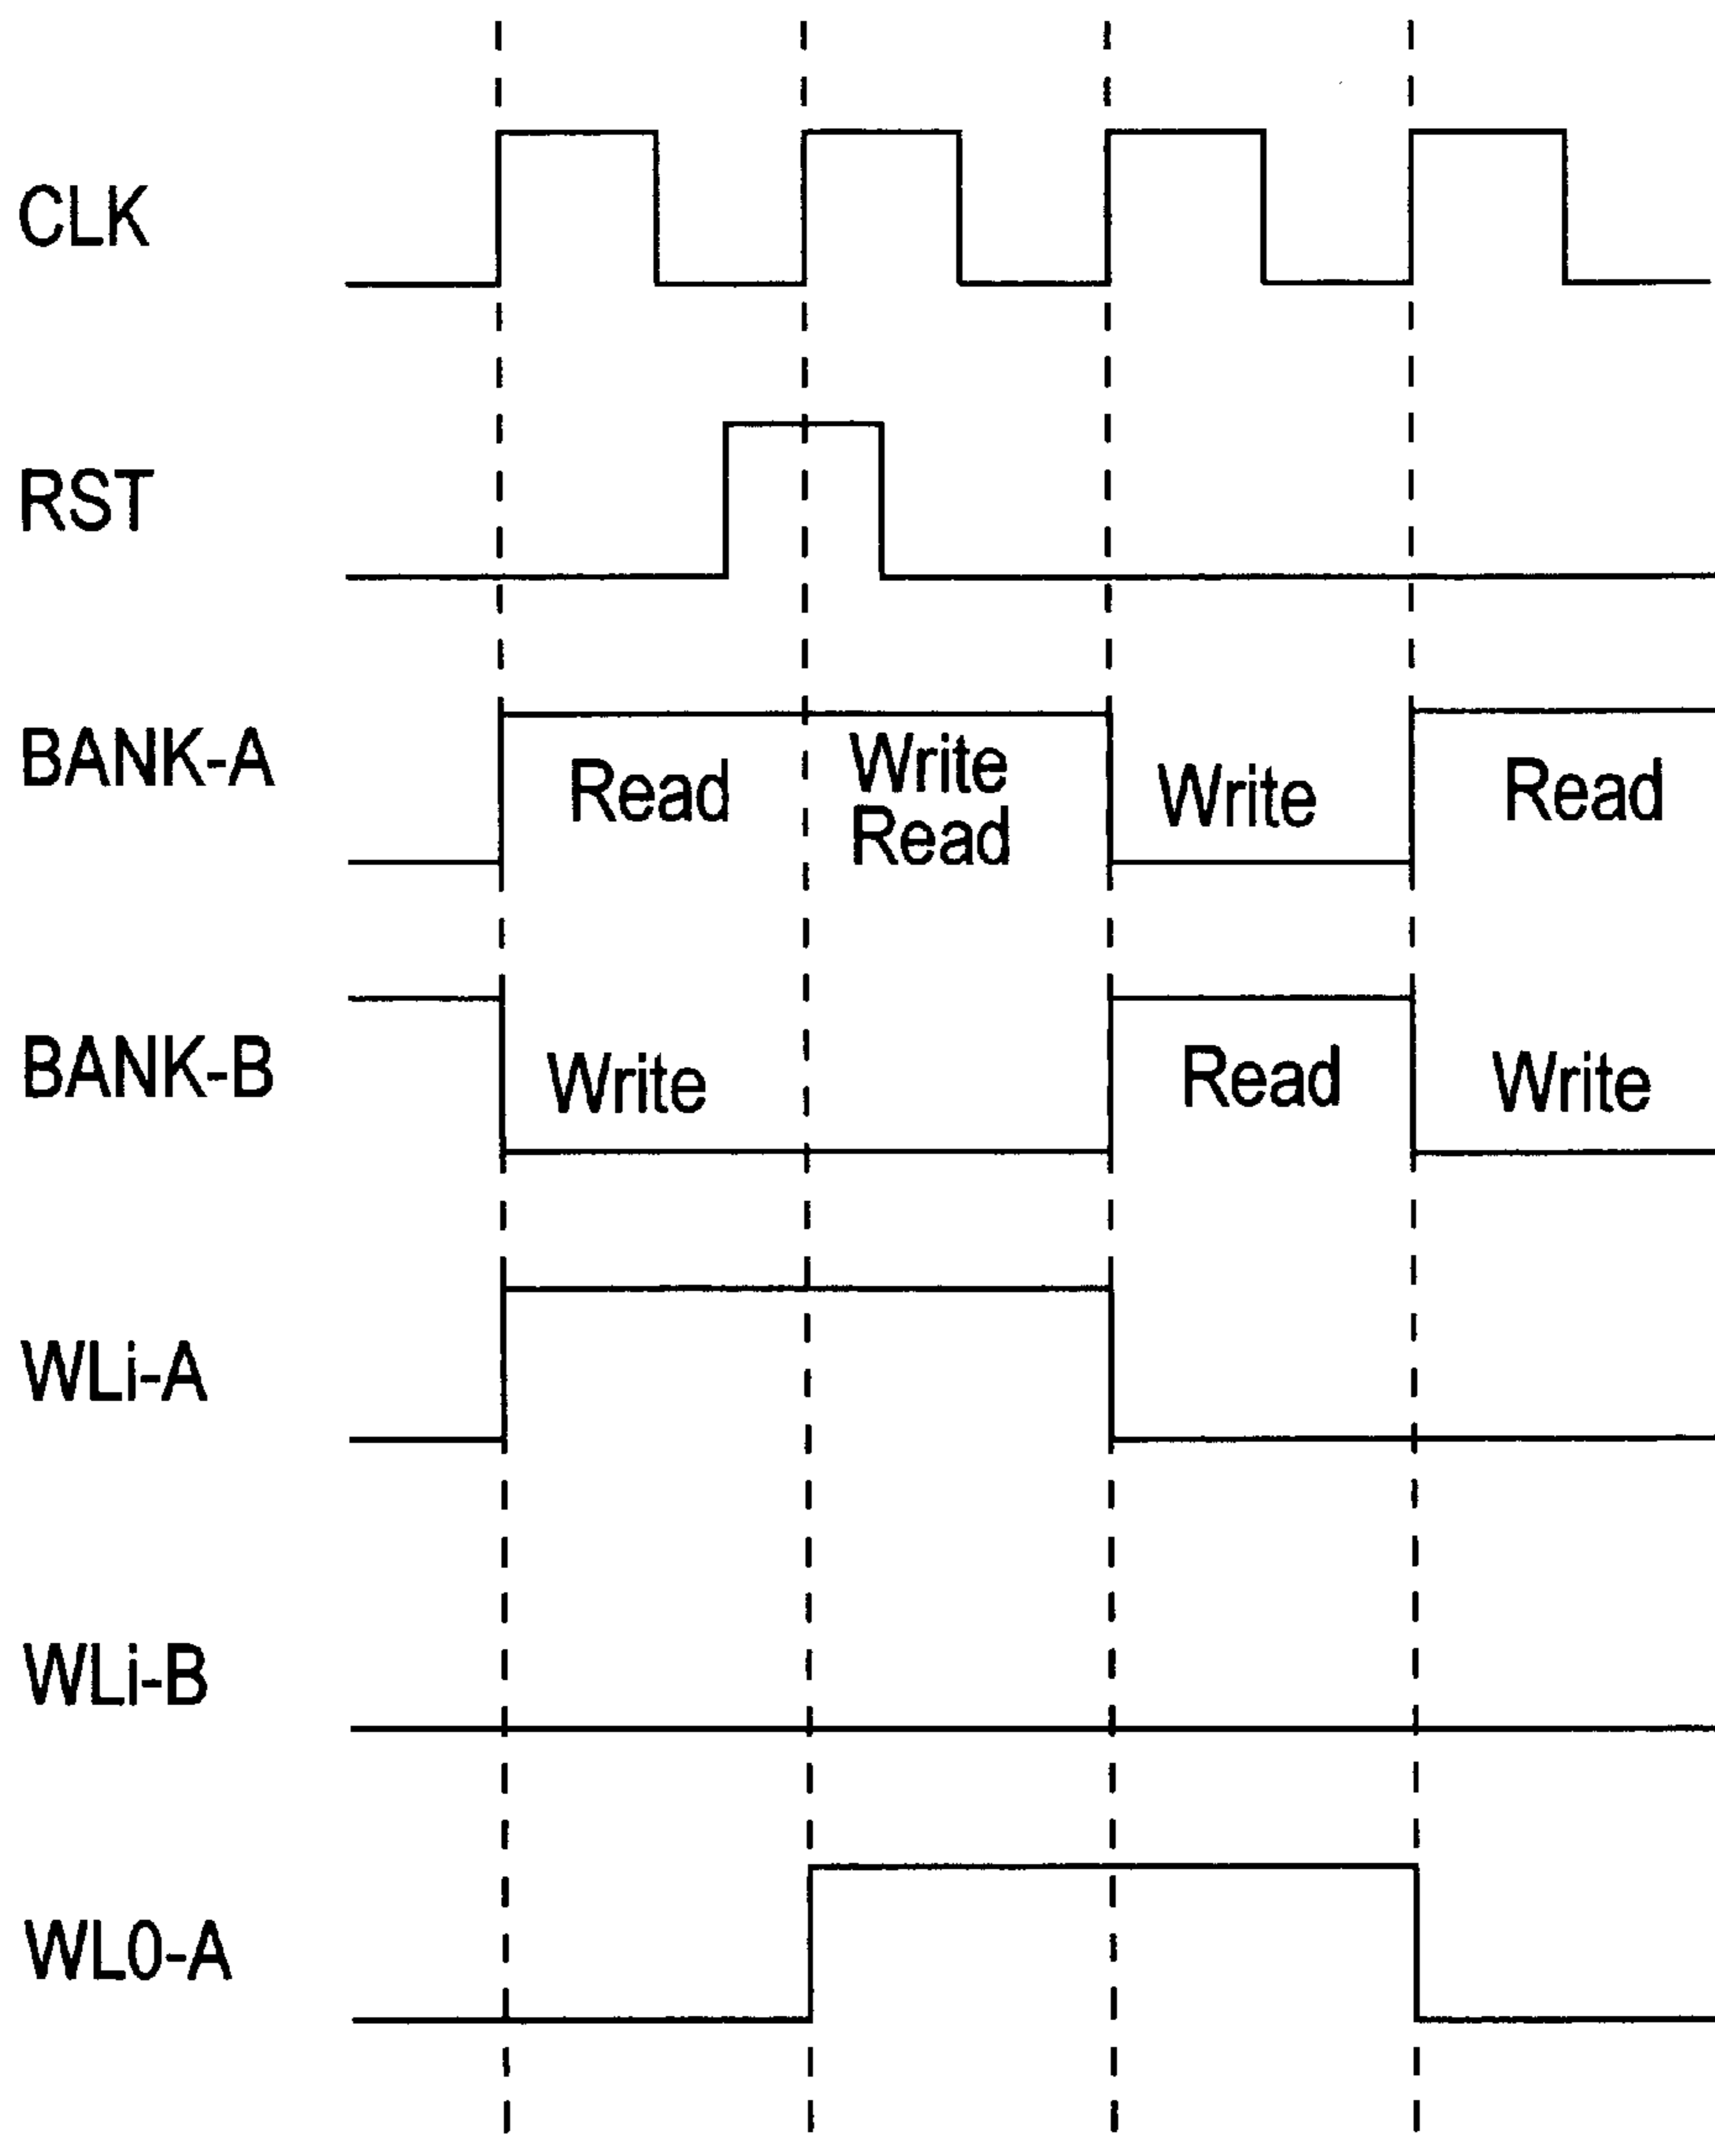 CLK
RST
BANK-A
Read
Write
Read
Write
Read
BANK-B
Write
Read
Write
WLi-A
WLi-B
WL0-A